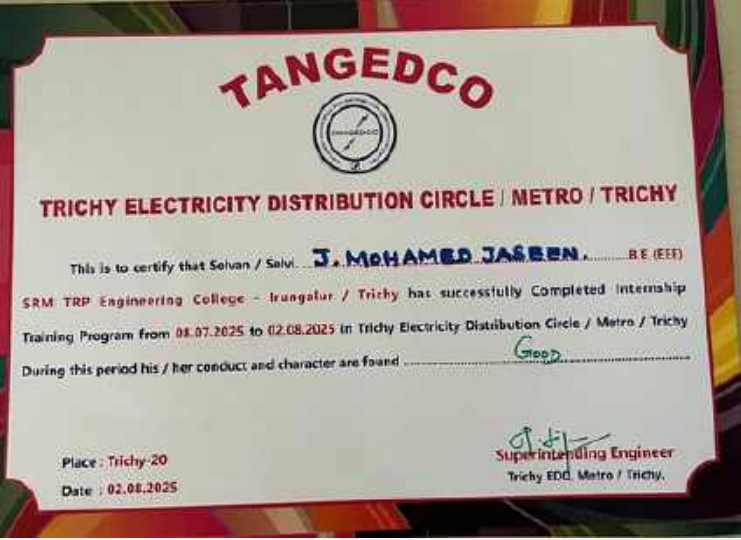 TANGEDCO
TANGEDCO
TRICHY ELECTRICITY DISTRIBUTION CIRCLE / METRO / TRICHY
This is to certify that Selvan / Selvi J. MOHAMED JASEEN. B E (EEE)
SRM TRP Engineering College - Irungalur / Trichy has successfully Completed Internship
Training Program from 08.07.2025 to 02.08.2025 in Trichy Electricity Distribution Circle / Metro / Trichy
During this period his / her conduct and character are found Good
Place : Trichy-20
Date : 02.08.2025
Superintending Engineer
Trichy EDC, Metro / Trichy.